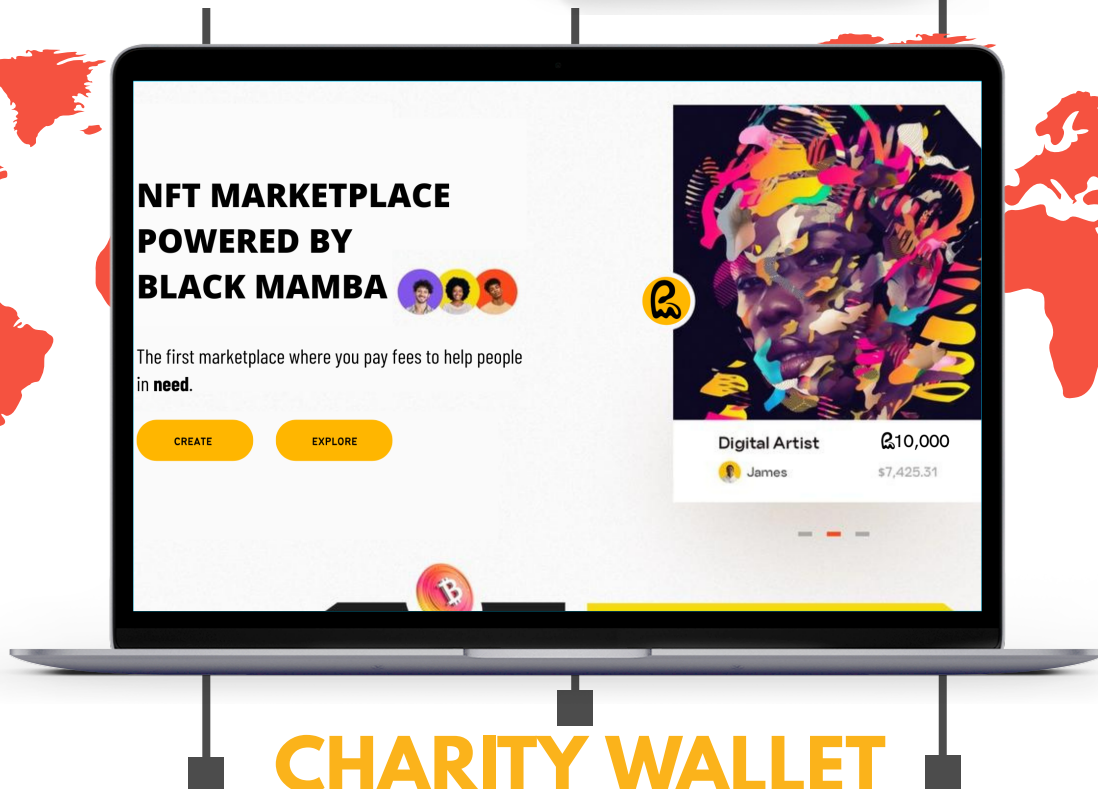 NFT MARKETPLACE
POWERED BY
BLACK MAMBA
The first marketplace where you pay fees to help people
in need.
CREATE
EXPLORE
Digital Artist
10,000
James
$7,425.31
CHARITY WALLET